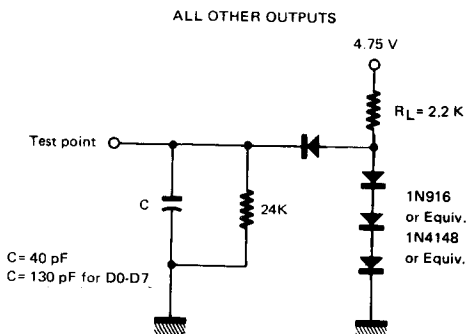 ALL OTHER OUTPUTS
4.75 V
RL= 2.2 K
Test point
C
24K
1N916
or Equiv.
1N4148
or Equiv.
C= 40 pF
C= 130 pF for D0-D7